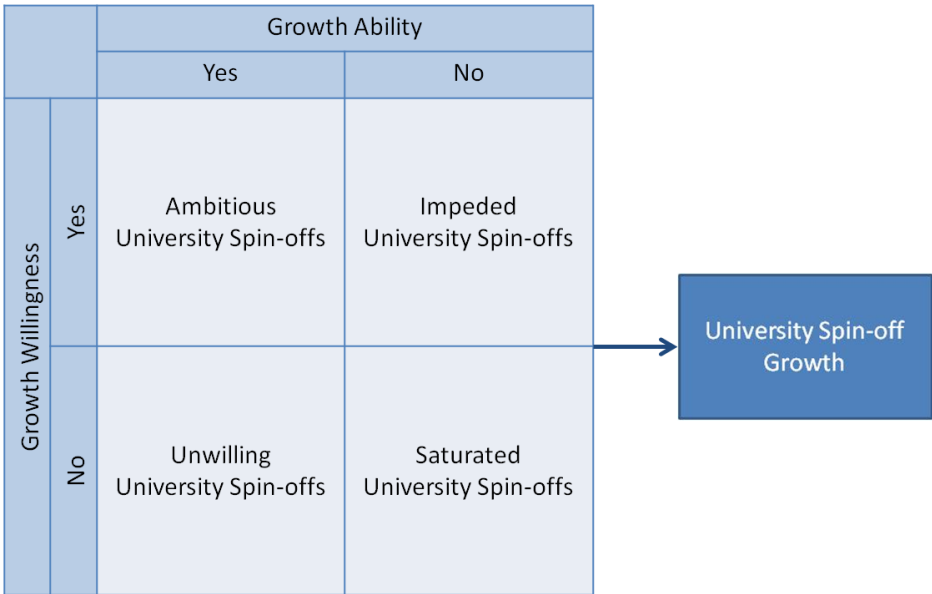 Growth Ability
Yes
No
Growth Willingness
Yes
Ambitious
University Spin-offs
Impeded
University Spin-offs
No
Unwilling
University Spin-offs
Saturated
University Spin-offs
University Spin-off
Growth